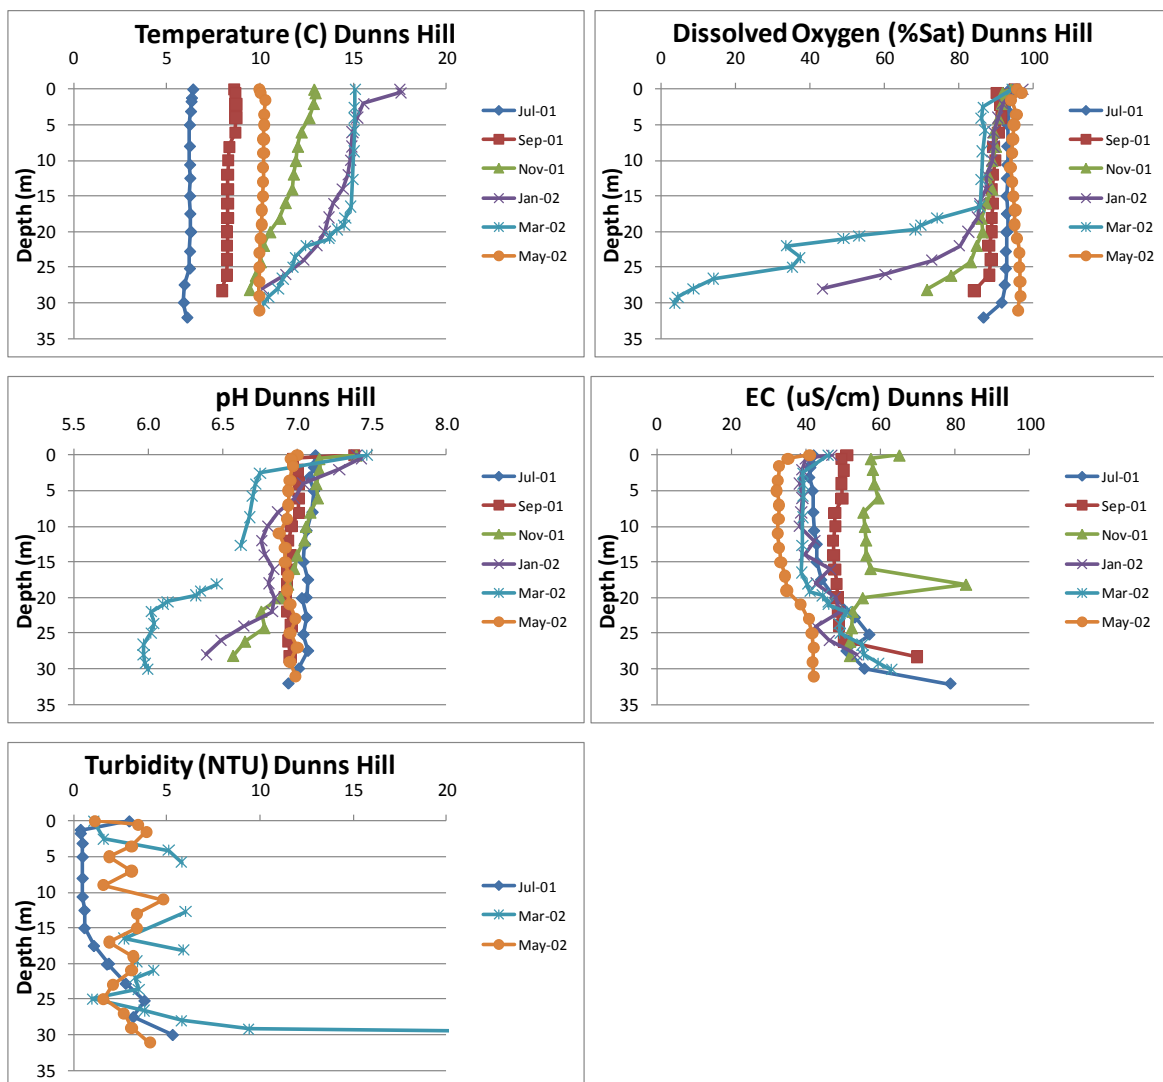 Temperature (C) Dunns Hill
0 5 10 15 20
0
5
10
15
20
25
30
35
Depth (m)
Jul-01
Sep-01
Nov-01
Jan-02
Mar-02
May-02
Dissolved Oxygen (%Sat) Dunns Hill
0 20 40 60 80 100
0
5
10
15
20
25
30
35
Depth (m)
Jul-01
Sep-01
Nov-01
Jan-02
Mar-02
May-02
pH Dunns Hill
5.5 6.0 6.5 7.0 7.5 8.0
0
5
10
15
20
25
30
35
Depth (m)
Jul-01
Sep-01
Nov-01
Jan-02
Mar-02
May-02
EC (uS/cm) Dunns Hill
0 20 40 60 80 100
0
5
10
15
20
25
30
35
Depth (m)
Jul-01
Sep-01
Nov-01
Jan-02
Mar-02
May-02
Turbidity (NTU) Dunns Hill
0 5 10 15 20
0
5
10
15
20
25
30
35
Depth (m)
Jul-01
Mar-02
May-02